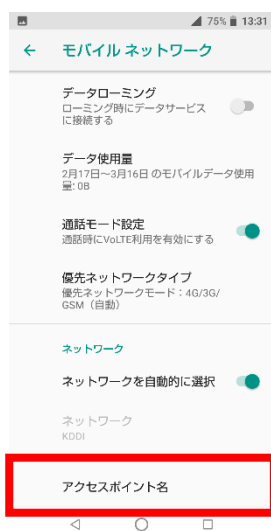 75% 13:31
モバイル ネットワーク
データローミング
ローミング時にデータサービス
に接続する
データ使用量
2月17日～3月16日 のモバイルデータ使用
量: 0B
通話モード設定
通話時にVoLTE利用を有効にする
優先ネットワークタイプ
優先ネットワークモード：4G/3G/
GSM（自動）
ネットワーク
ネットワークを自動的に選択
ネットワーク
KDDI
アクセスポイント名